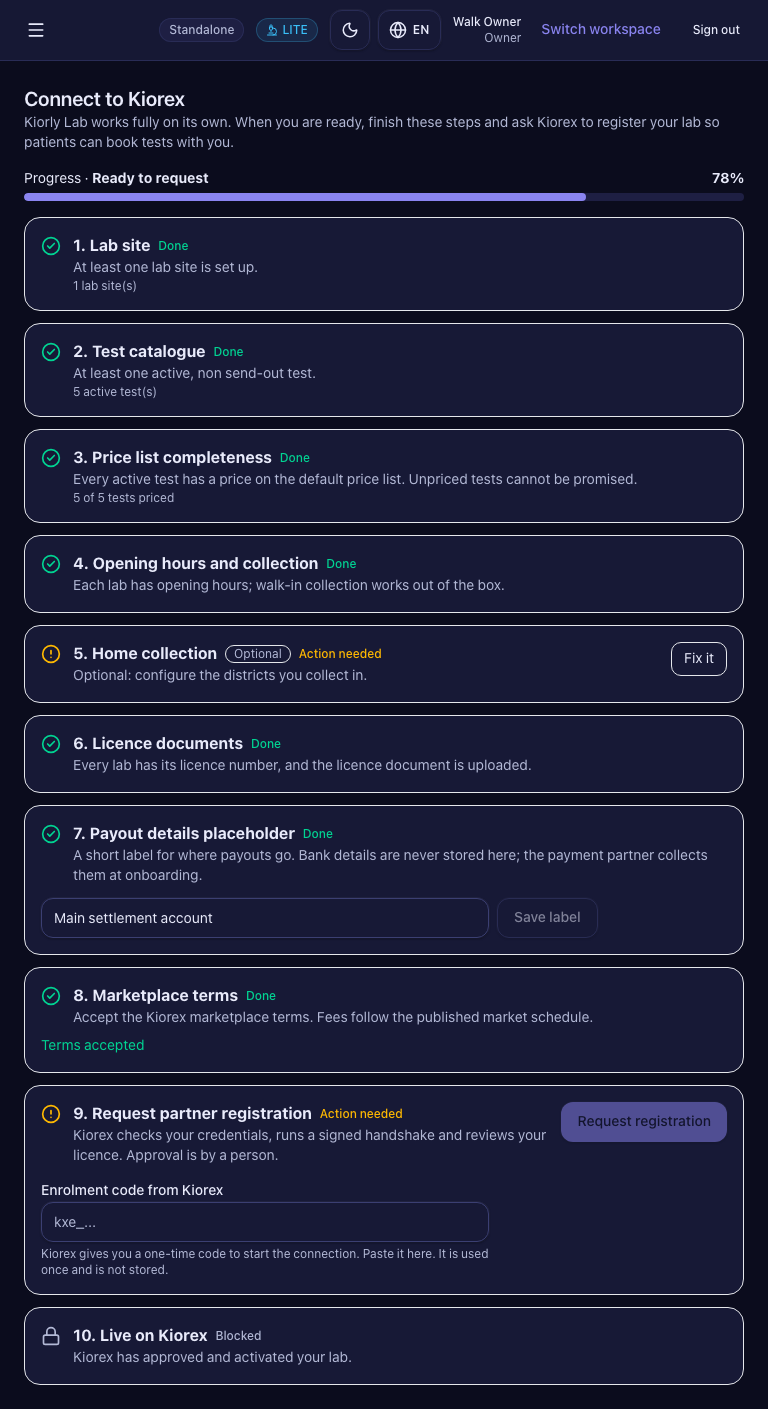 Standalone
LITE
EN
Walk Owner
Owner
Switch workspace
Sign out
Connect to Kiorex
Kiorly Lab works fully on its own. When you are ready, finish these steps and ask Kiorex to register your lab so
patients can book tests with you.
Progress · Ready to request
78%
1. Lab site Done
At least one lab site is set up.
1 lab site(s)
2. Test catalogue Done
At least one active, non send-out test.
5 active test(s)
3. Price list completeness Done
Every active test has a price on the default price list. Unpriced tests cannot be promised.
5 of 5 tests priced
4. Opening hours and collection Done
Each lab has opening hours; walk-in collection works out of the box.
5. Home collection Optional Action needed
Optional: configure the districts you collect in.
Fix it
6. Licence documents Done
Every lab has its licence number, and the licence document is uploaded.
7. Payout details placeholder Done
A short label for where payouts go. Bank details are never stored here; the payment partner collects
them at onboarding.
Main settlement account
Save label
8. Marketplace terms Done
Accept the Kiorex marketplace terms. Fees follow the published market schedule.
Terms accepted
9. Request partner registration Action needed
Kiorex checks your credentials, runs a signed handshake and reviews your
licence. Approval is by a person.
Request registration
Enrolment code from Kiorex
kxe_...
Kiorex gives you a one-time code to start the connection. Paste it here. It is used
once and is not stored.
10. Live on Kiorex Blocked
Kiorex has approved and activated your lab.